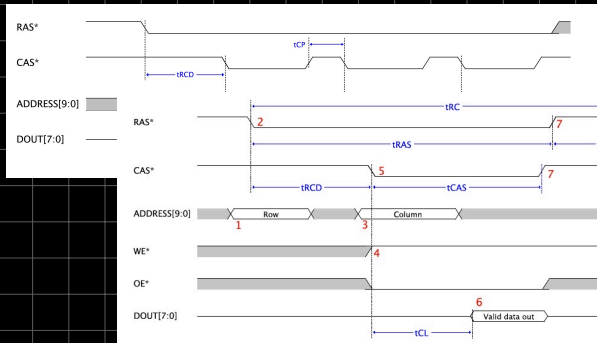 RAS*
tCP
CAS*
tRCD
ADDRESS[9:0]
DOUT[7:0]
tRC
RAS*
2
7
tRAS
CAS*
5
7
tRCD
tCAS
ADDRESS[9:0]
Row
Column
1
3
WE*
4
OE*
6
DOUT[7:0]
Valid data out
tCL